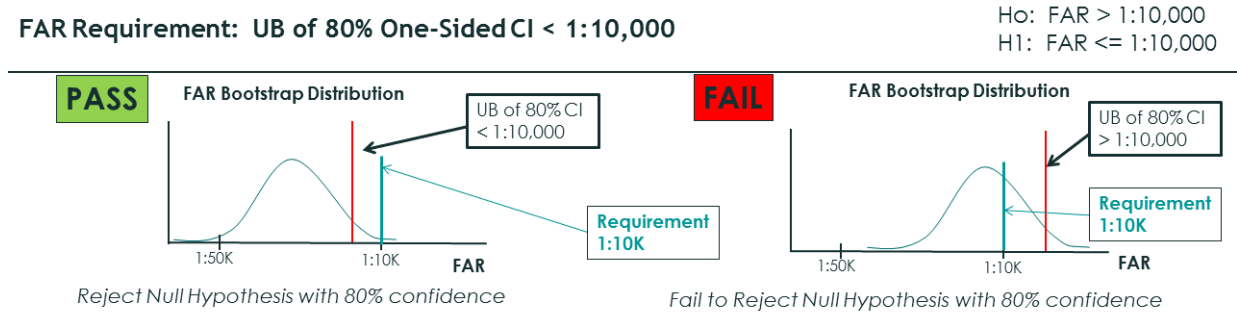 FAR Requirement: UB of 80% One-Sided CI < 1:10,000
Ho: FAR > 1:10,000
H1: FAR <= 1:10,000
PASS
FAR Bootstrap Distribution
UB of 80% CI
< 1:10,000
Requirement
1:10K
1:50K
1:10K
FAR
Reject Null Hypothesis with 80% confidence
FAIL
FAR Bootstrap Distribution
UB of 80% CI
> 1:10,000
Requirement
1:10K
1:50K
1:10K
FAR
Fail to Reject Null Hypothesis with 80% confidence